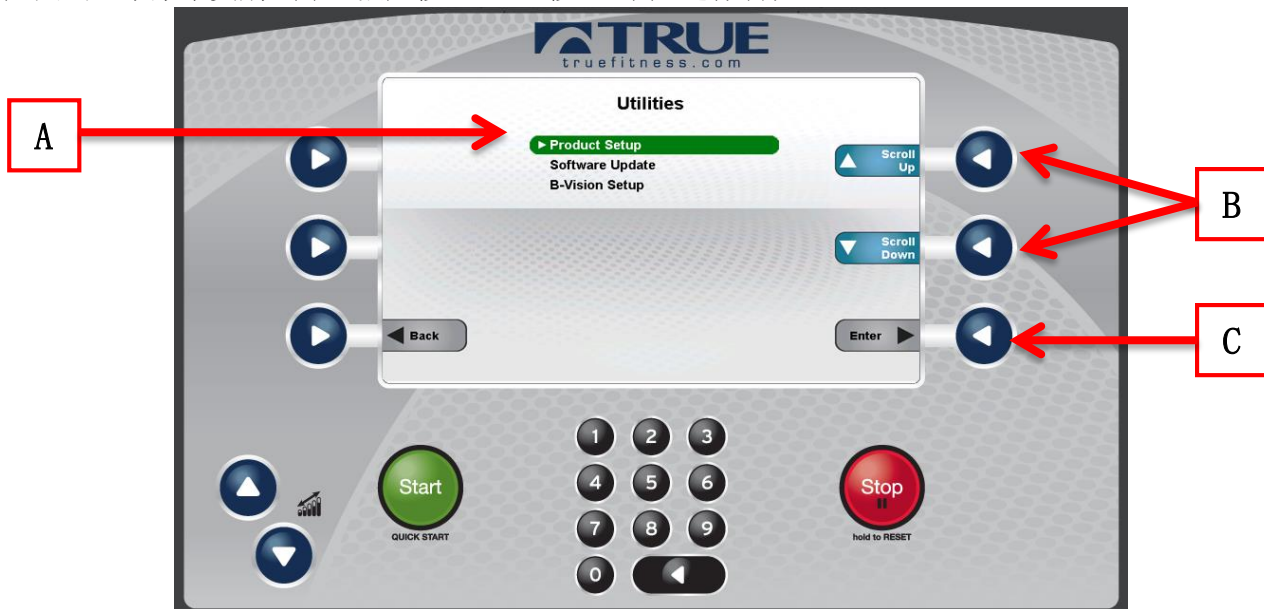 TRUE
truefitness.com
Utilities
A
Product Setup
Software Update
B-Vision Setup
Scroll
Up
B
Scroll
Down
Back
Enter
C
1 2 3
4 5 6
7 8 9
0
Start
QUICK START
Stop
hold to RESET